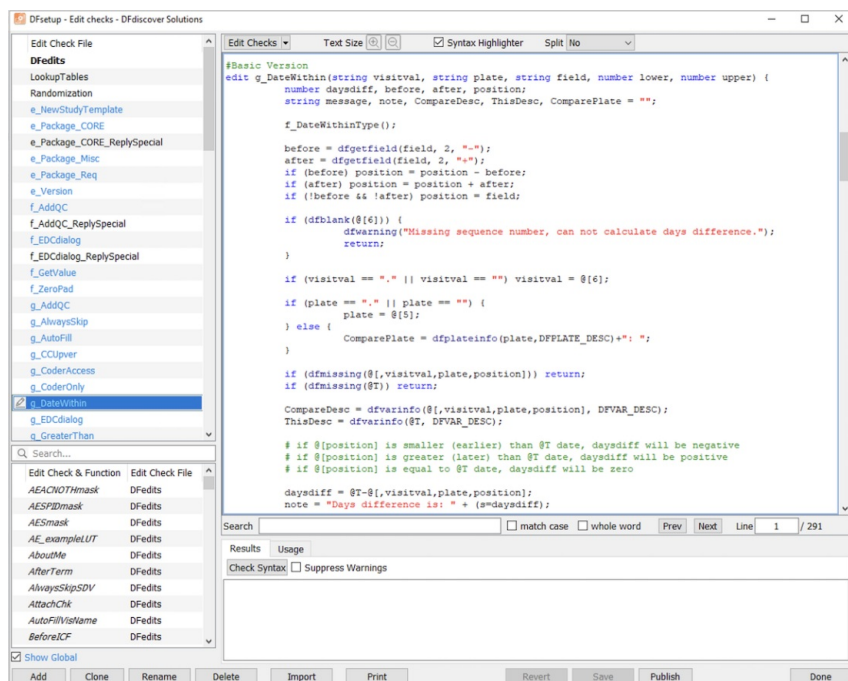 DFsetup - Edit checks - DFdiscover Solutions
Edit Check File
DFedits
LookupTables
Randomization
e_NewStudyTemplate
e_Package_CORE
e_Package_CORE_ReplySpecial
e_Package_Misc
e_Package_Req
e_Version
f_AddQC
f_AddQC_ReplySpecial
f_EDCdialog
f_EDCdialog_ReplySpecial
f_GetValue
f_ZeroPad
g_AddQC
g_AlwaysSkip
g_AutoFill
g_CCUpver
g_CoderAccess
g_CoderOnly
g_DateWithin
g_EDCdialog
g_GreaterThan
Search...
Edit Check & Function Edit Check File
AEACNOTHmask DFedits
AESPIDmask DFedits
AESmask DFedits
AE_exampleLUT DFedits
AboutMe DFedits
AfterTerm DFedits
AlwaysSkipSDV DFedits
AttachChk DFedits
AutoFillVisName DFedits
BeforeICF DFedits
Show Global
Edit Checks Text Size Syntax Highlighter Split No
#Basic Version
edit g_DateWithin(string visitval, string plate, string field, number lower, number upper) {
number daysdiff, before, after, position;
string message, note, CompareDesc, ThisDesc, ComparePlate = "";
f_DateWithinType();
before = dfgetfield(field, 2, "-");
after = dfgetfield(field, 2, "+");
if (before) position = position - before;
if (after) position = position + after;
if (!before && !after) position = field;
if (dfblank(@[6])) {
dfwarning("Missing sequence number, can not calculate days difference.");
return;
}
if (visitval == "." || visitval == "") visitval = @[6];
if (plate == "." || plate == "") {
plate = @[5];
} else {
ComparePlate = dfplateinfo(plate,DFPLATE_DESC)+": ";
}
if (dfmissing(@[,visitval,plate,position])) return;
if (dfmissing(@T)) return;
CompareDesc = dfvarinfo(@[,visitval,plate,position], DFVAR_DESC);
ThisDesc = dfvarinfo(@T, DFVAR_DESC);
# if @[position] is smaller (earlier) than @T date, daysdiff will be negative
# if @[position] is greater (later) than @T date, daysdiff will be positive
# if @[position] is equal to @T date, daysdiff will be zero
daysdiff = @T-@[,visitval,plate,position];
note = "Days difference is: " + (s=daysdiff);
Search match case whole word Prev Next Line 1 / 291
Results Usage
Check Syntax Suppress Warnings
Add Clone Rename Delete Import Print Revert Save Publish Done